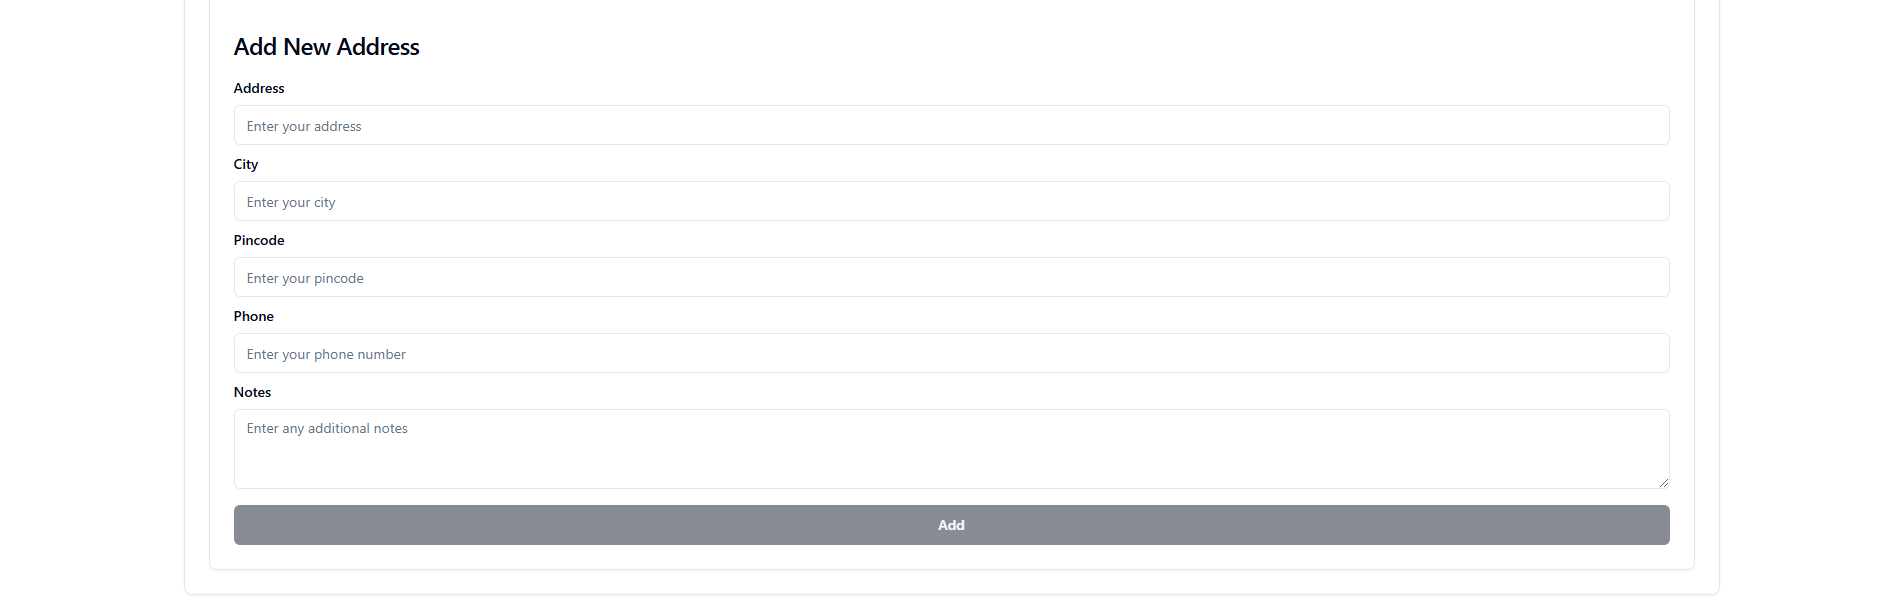 Add New Address
Address
Enter your address
City
Enter your city
Pincode
Enter your pincode
Phone
Enter your phone number
Notes
Enter any additional notes
Add